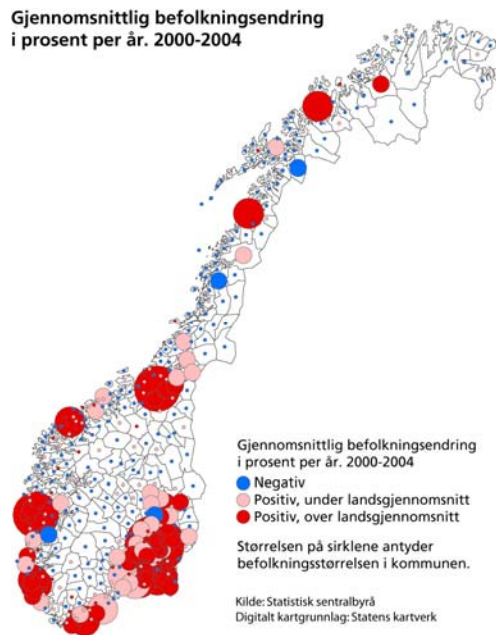 Gjennomsnittlig befolkningsendring
i prosent per år. 2000-2004
Gjennomsnittlig befolkningsendring
i prosent per år. 2000-2004
Negativ
Positiv, under landsgjennomitt
Positiv, over landsgjennomsnitt
Størrelsen på sirklene antyder
befolkningsstørrelsen i kommunen.
Kilde: Statistisk sentralbyrå
Digitalt kartgrunnlag: Statens kartverk